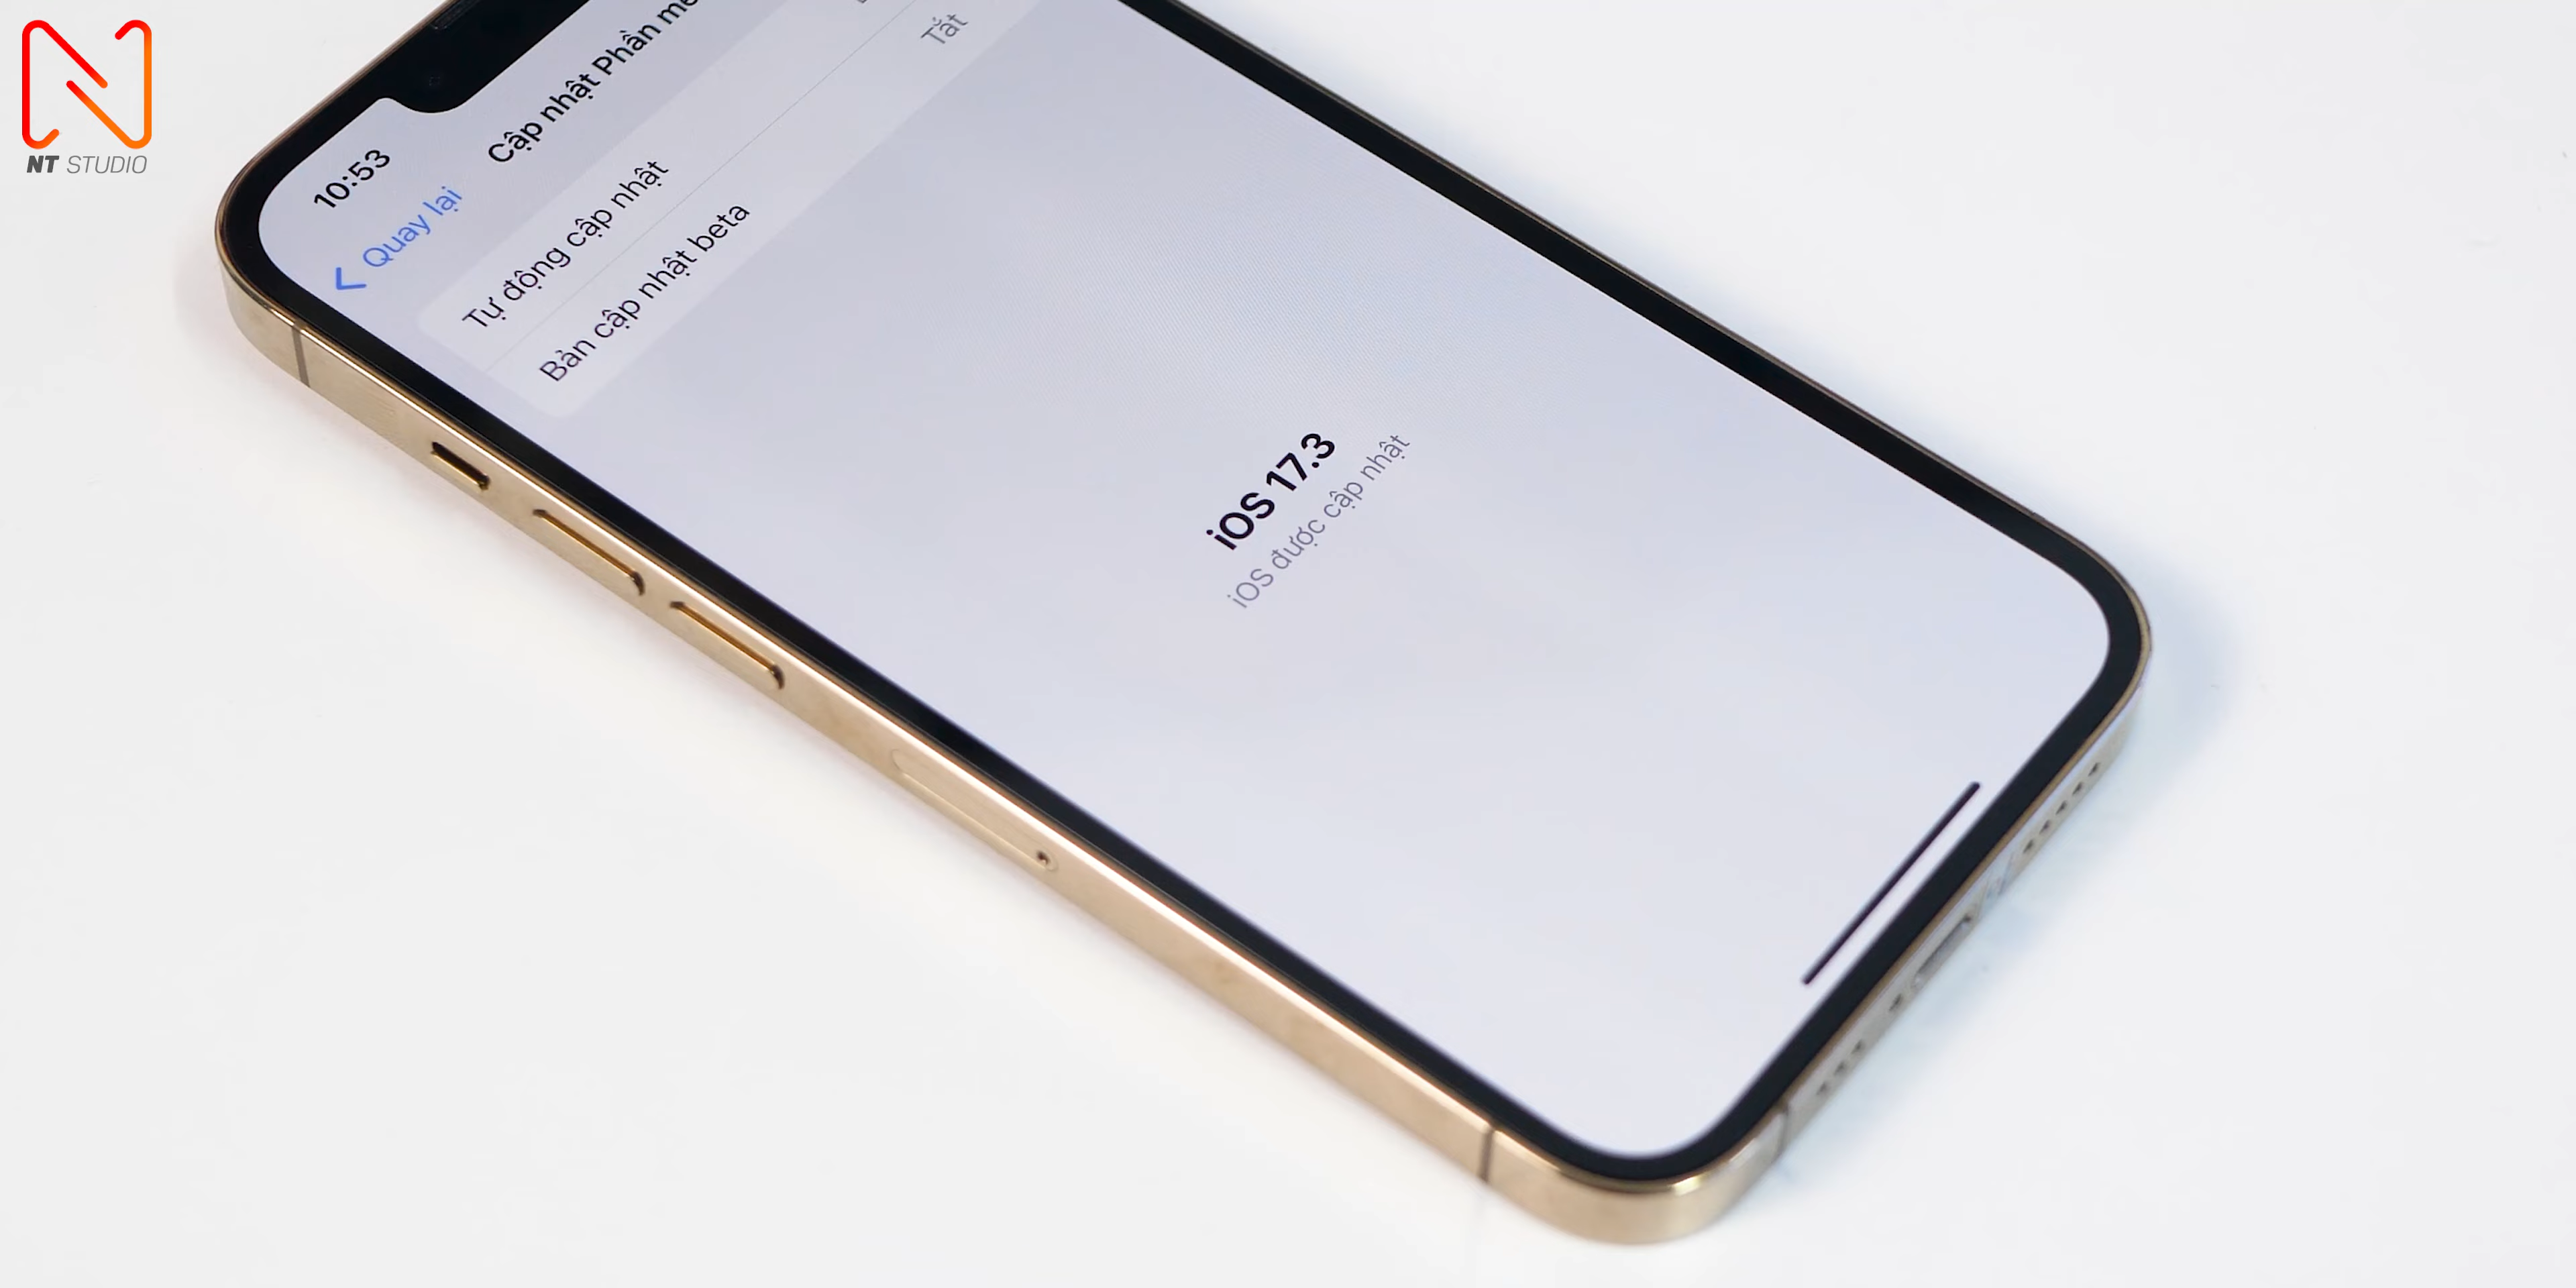 NT STUDIO
10:53
Quay lại
Cập nhật Phần
Tự động cập nhật
Bản cập nhật beta
Tắt
iOS 17.3
iOS được cập nhật